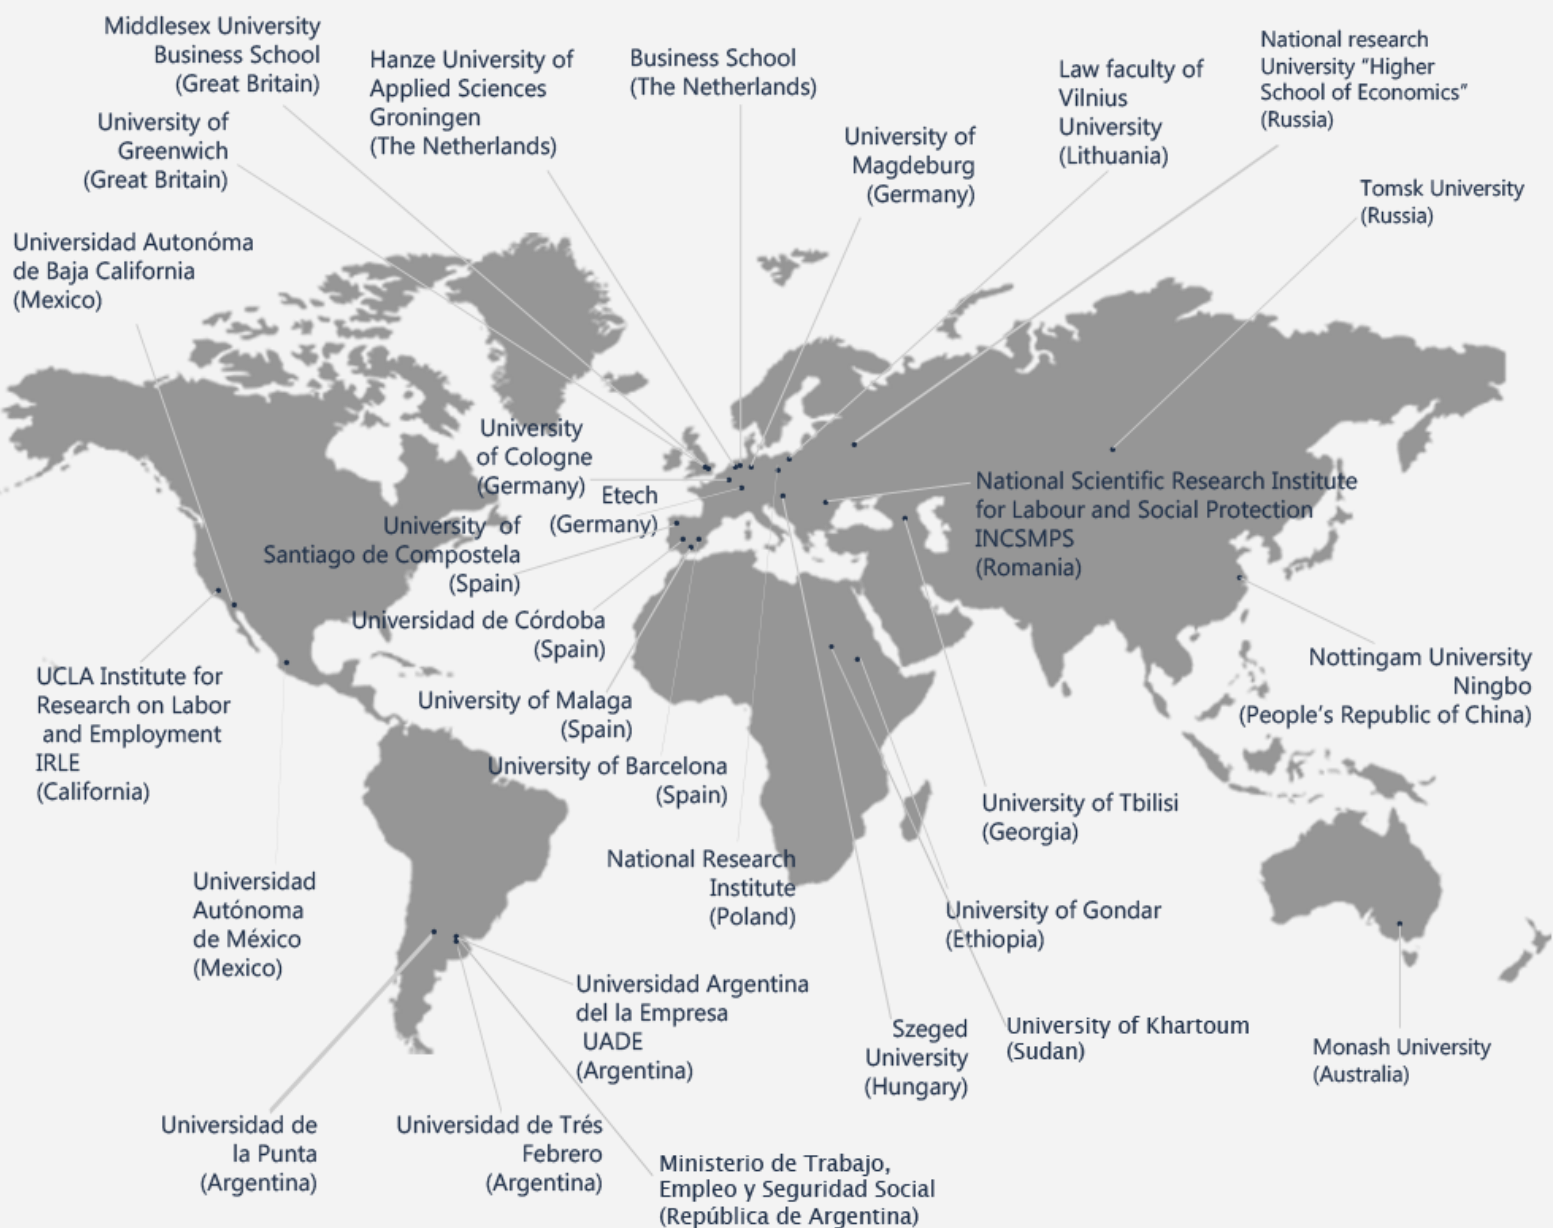 Middlesex University
Business School
(Great Britain)
University of
Greenwich
(Great Britain)
Hanze University of
Applied Sciences
Groningen
(The Netherlands)
Business School
(The Netherlands)
University of
Magdeburg
(Germany)
Law faculty of
Vilnius
University
(Lithuania)
National research
University “Higher
School of Economics”
(Russia)
Tomsk University
(Russia)
Universidad Autonóma
de Baja California
(Mexico)
University
of Cologne
(Germany)
Etech
(Germany)
University of
Santiago de Compostela
(Spain)
Universidad de Córdoba
(Spain)
University of Malaga
(Spain)
University of Barcelona
(Spain)
National Research
Institute
(Poland)
National Scientific Research Institute
for Labour and Social Protection
INCSMPS
(Romania)
Nottingam University
Ningbo
(People’s Republic of China)
UCLA Institute for
Research on Labor
and Employment
IRLE
(California)
University of Tbilisi
(Georgia)
Universidad
Autónoma
de México
(Mexico)
University of Gondar
(Ethiopia)
Universidad Argentina
del la Empresa
UADE
(Argentina)
Szeged
University
(Hungary)
University of Khartoum
(Sudan)
Monash University
(Australia)
Universidad de
la Punta
(Argentina)
Universidad de Trés
Febrero
(Argentina)
Ministerio de Trabajo,
Empleo y Seguridad Social
(República de Argentina)